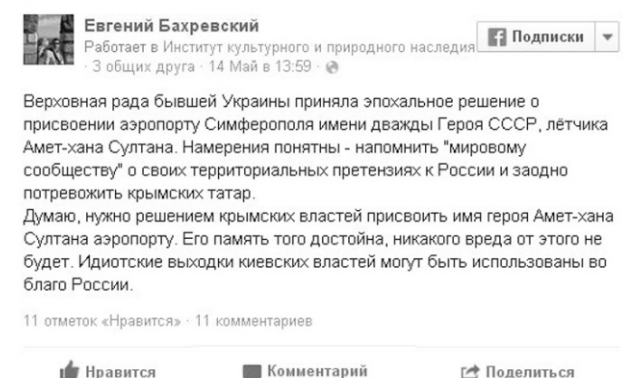 Евгений Бахревский
Работает в Институт культурного и природного наследия
· 3 общих друга · 14 Май в 13:59 ·
Подписки
Верховная рада бывшей Украины приняла эпохальное решение о
присвоении аэропорту Симферополя имени дважды Героя СССР, лётчика
Амет-хана Султана. Намерения понятны - напомнить "мировому
сообществу" о своих территориальных претензиях к России и заодно
потревожить крымских татар.
Думаю, нужно решением крымских властей присвоить имя героя Амет-хана
Султана аэропорту. Его память того достойна, никакого вреда от этого не
будет. Идиотские выходки киевских властей могут быть использованы во
благо России.
11 отметок «Нравится» · 11 комментариев
Нравится Комментарий Поделиться